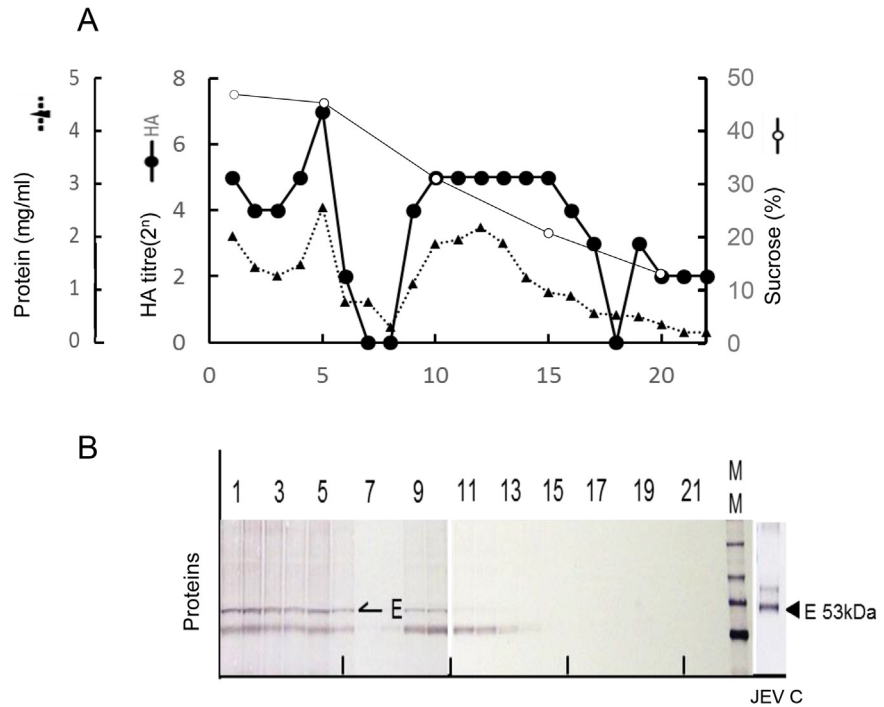 A
5
4
3
2
1
0
Protein (mg/ml)
HA
HA titre(2ⁿ)
8
6
4
2
0
50
40
30
20
10
0
Sucrose (%)
0 5 10 15 20
B
1 3 5 7 9 11 13 15 17 19 21
M
M
Proteins
E
E 53kDa
JEV C